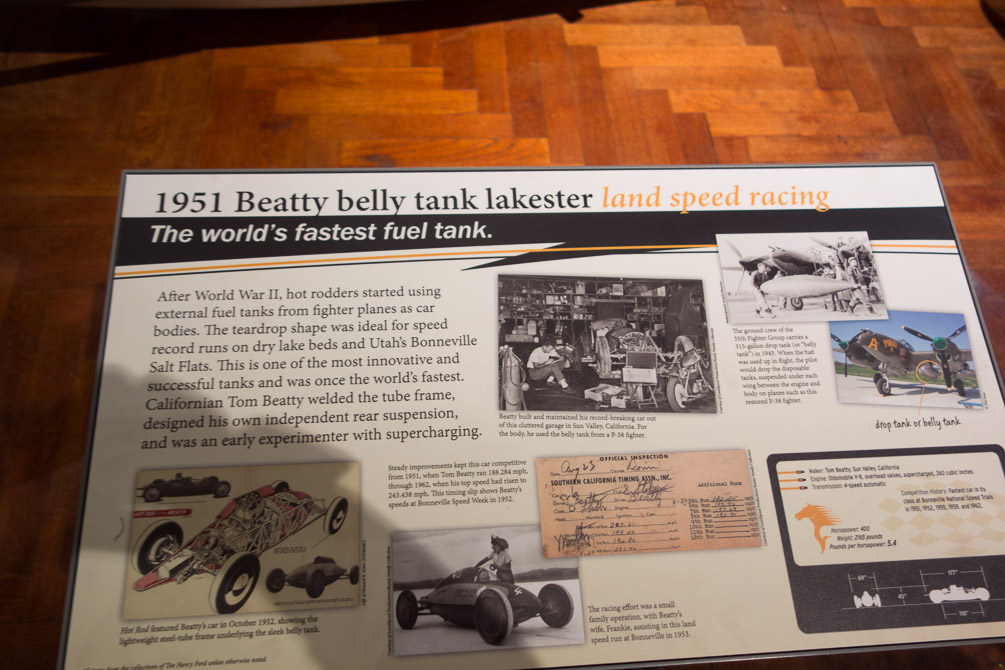 1951 Beatty belly tank lakester land speed racing
The world's fastest fuel tank.
After World War II, hot rodders started using
external fuel tanks from fighter planes as car
bodies. The teardrop shape was ideal for speed
record runs on dry lake beds and Utah's Bonneville
Salt Flats. This is one of the most innovative and
successful tanks and was once the world's fastest.
Californian Tom Beatty welded the tube frame,
designed his own independent rear suspension,
and was an early experimenter with supercharging.
Beatty built and maintained his record-breaking car out
of this cluttered garage in Sun Valley, California. For
the body, he used the belly tank from a P-38 fighter.
The ground crew of the
55th Fighter Group carries a
315-gallon drop tank (or "belly
tank") in 1943. When the fuel
was used up in flight, the pilot
would drop the disposable
tanks, suspended under each
wing between the engine and
body on planes such as this
restored P-38 fighter.
drop tank or belly tank
Hot Rod featured Beatty's car in October 1952, showing the
lightweight steel-tube frame underlying the sleek belly tank.
Steady improvements kept this car competitive
from 1951, when Tom Beatty ran 188.284 mph,
through 1962, when his top speed had risen to
243.438 mph. This timing slip shows Beatty's
speeds at Bonneville Speed Week in 1952.
OFFICIAL INSPECTION
Aug 23
SOUTHERN CALIFORNIA TIMING ASSN., INC.
Additional Runs
The racing effort was a small
family operation, with Beatty's
wife, Frankie, assisting in this land
speed run at Bonneville in 1953.
Maker: Tom Beatty, Sun Valley, California
Engine: Oldsmobile V-8, overhead valves, supercharged, 260 cubic inches
Transmission: 4-speed automatic
Competition History: Fastest car in its
class at Bonneville National Speed Trials
in 1951, 1952, 1955, 1959, and 1962.
Horsepower: 400
Weight: 2165 pounds
Pounds per horsepower: 5.4
45"
from the collections of The Henry Ford unless otherwise noted.